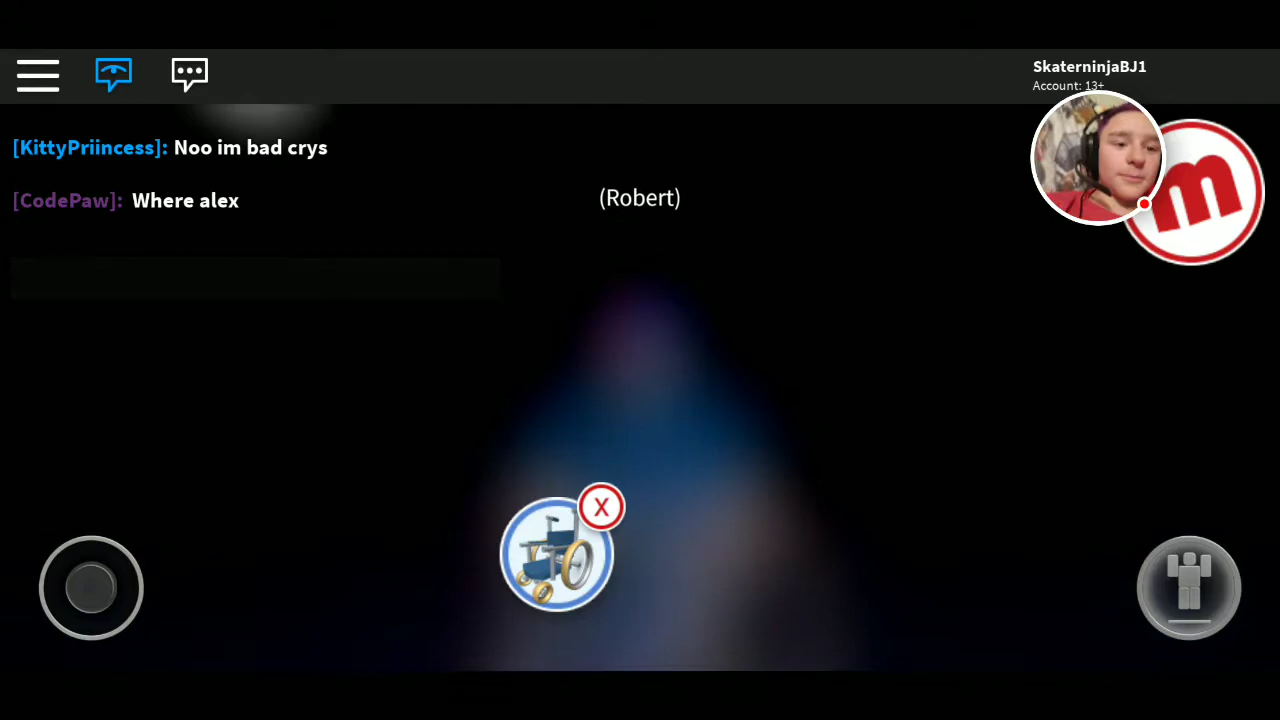 SkaterninjaBJ1
Account: 13+
[KittyPriincess]: Noo im bad crys
[CodePaw]: Where alex
(Robert)
m
X